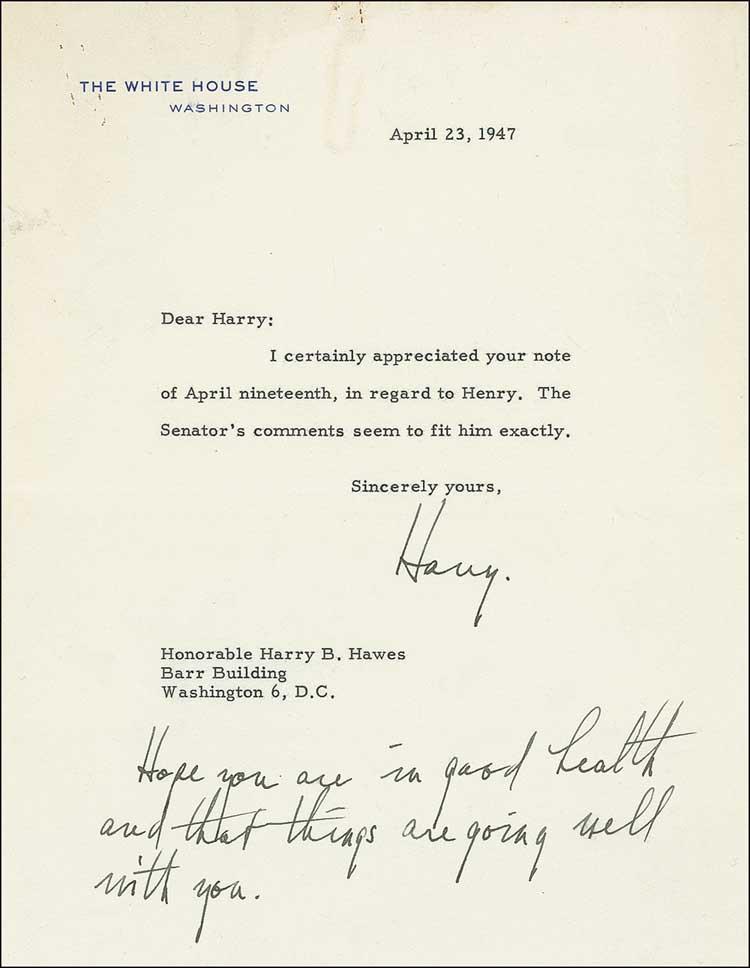 THE WHITE HOUSE
WASHINGTON
April 23, 1947
Dear Harry:
I certainly appreciated your note
of April nineteenth, in regard to Henry. The
Senator's comments seem to fit him exactly.
Sincerely yours,
Harry.
Honorable Harry B. Hawes
Barr Building
Washington 6, D.C.
Hope you are in good health
and that things are going well
with you.